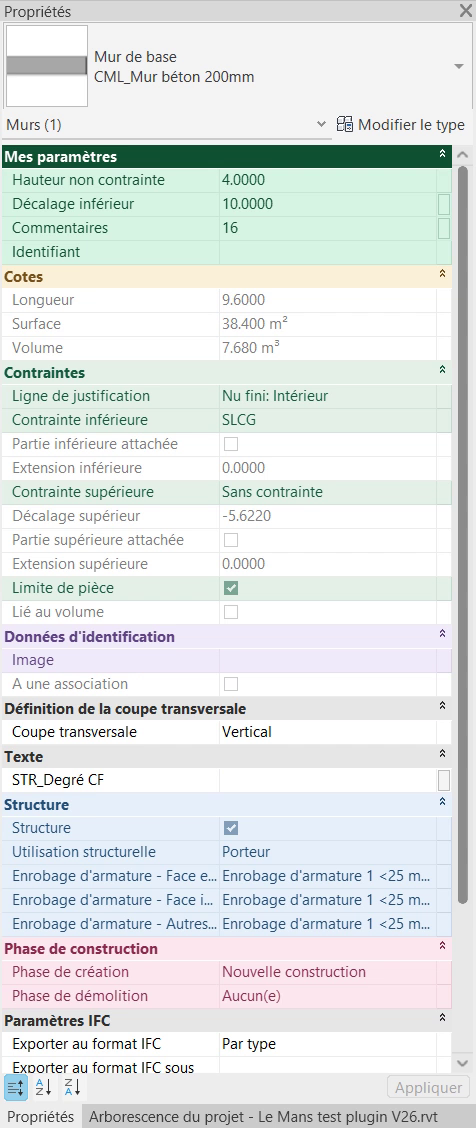 Propriétés
Mur de base
CML_Mur béton 200mm
Murs (1) Modifier le type
Mes paramètres
Hauteur non contrainte 4.0000
Décalage inférieur 10.0000
Commentaires 16
Identifiant
Cotes
Longueur 9.6000
Surface 38.400 m²
Volume 7.680 m³
Contraintes
Ligne de justification Nu fini: Intérieur
Contrainte inférieure SLCG
Partie inférieure attachée
Extension inférieure 0.0000
Contrainte supérieure Sans contrainte
Décalage supérieur -5.6220
Partie supérieure attachée
Extension supérieure 0.0000
Limite de pièce
Lié au volume
Données d'identification
Image
A une association
Définition de la coupe transversale
Coupe transversale Vertical
Texte
STR_Degré CF
Structure
Structure
Utilisation structurelle Porteur
Enrobage d'armature - Face e... Enrobage d'armature 1 <25 m...
Enrobage d'armature - Face i... Enrobage d'armature 1 <25 m...
Enrobage d'armature - Autres... Enrobage d'armature 1 <25 m...
Phase de construction
Phase de création Nouvelle construction
Phase de démolition Aucun(e)
Paramètres IFC
Exporter au format IFC Par type
Exporter au format IFC sous
Appliquer
Propriétés Arborescence du projet - Le Mans test plugin V26.rvt